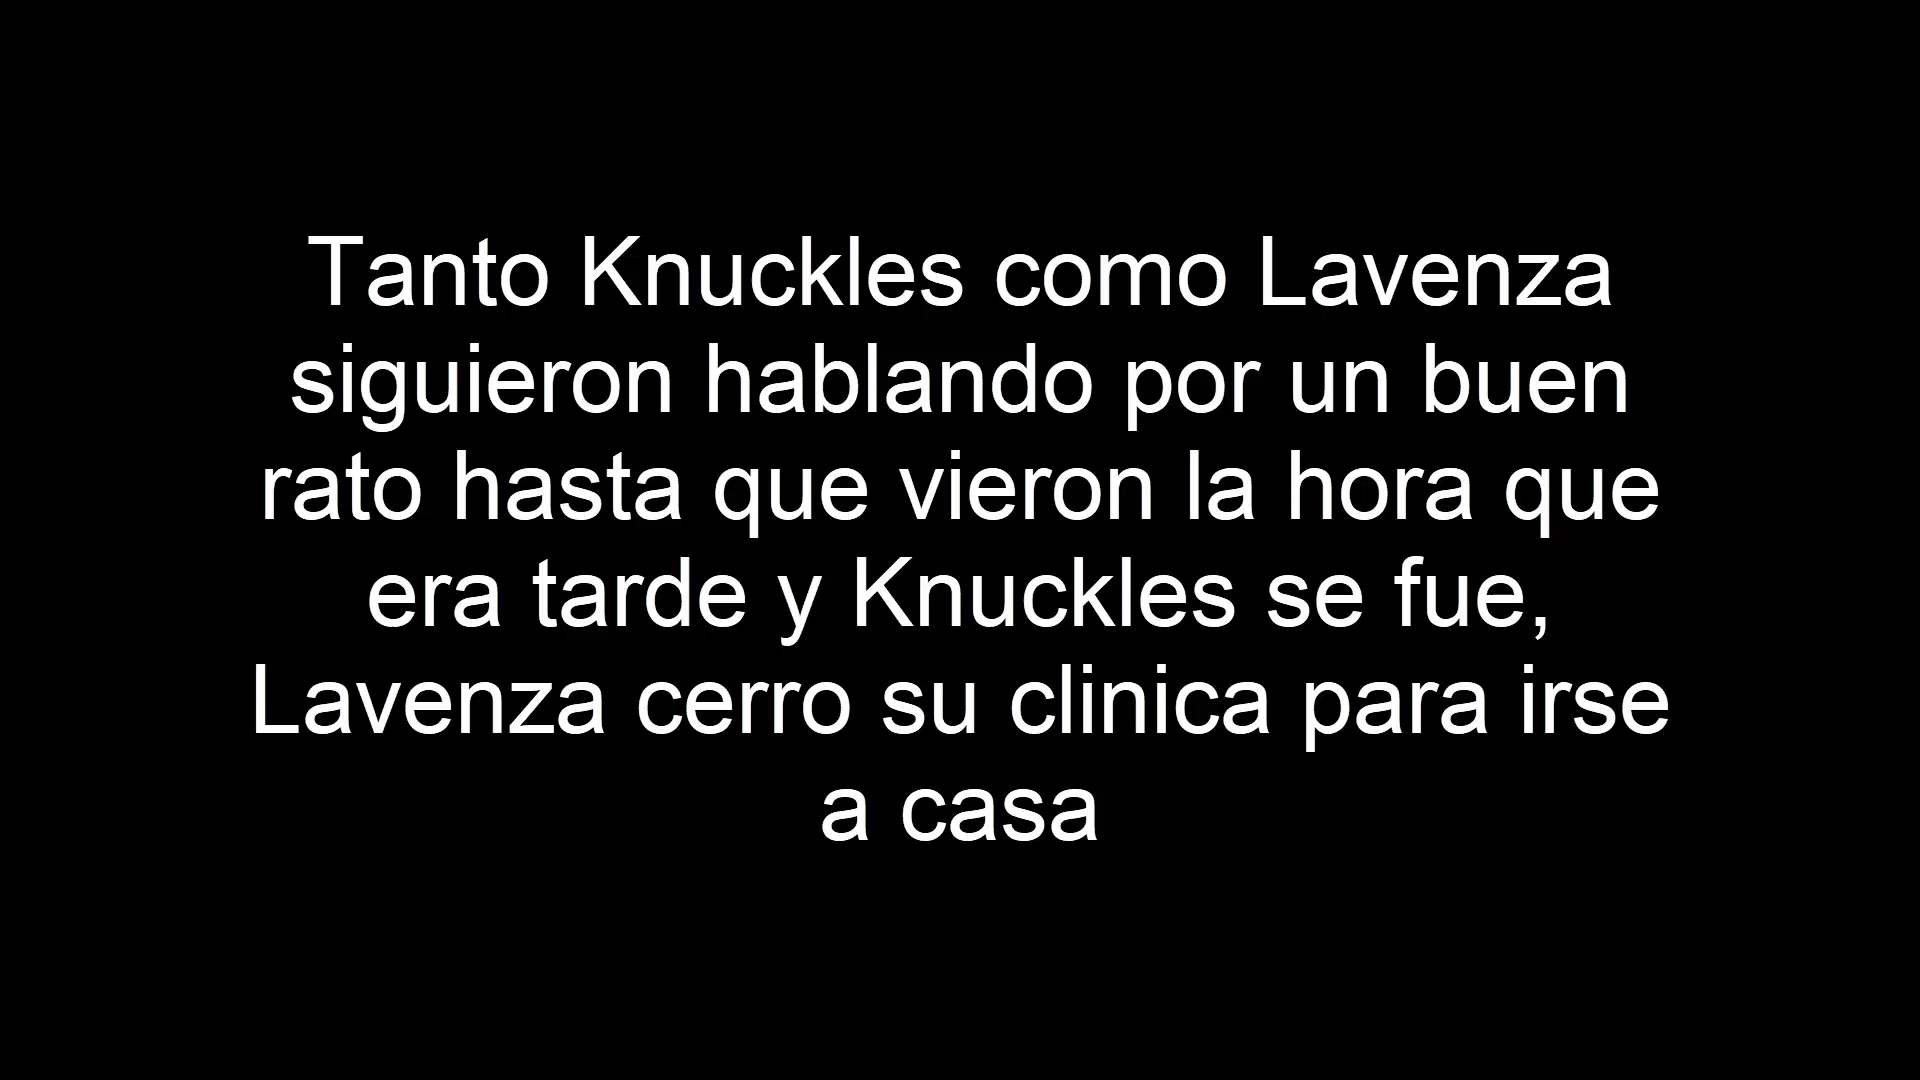 Tanto Knuckles como Lavenza
siguieron hablando por un buen
rato hasta que vieron la hora que
era tarde y Knuckles se fue,
Lavenza cerro su clinica para irse
a casa